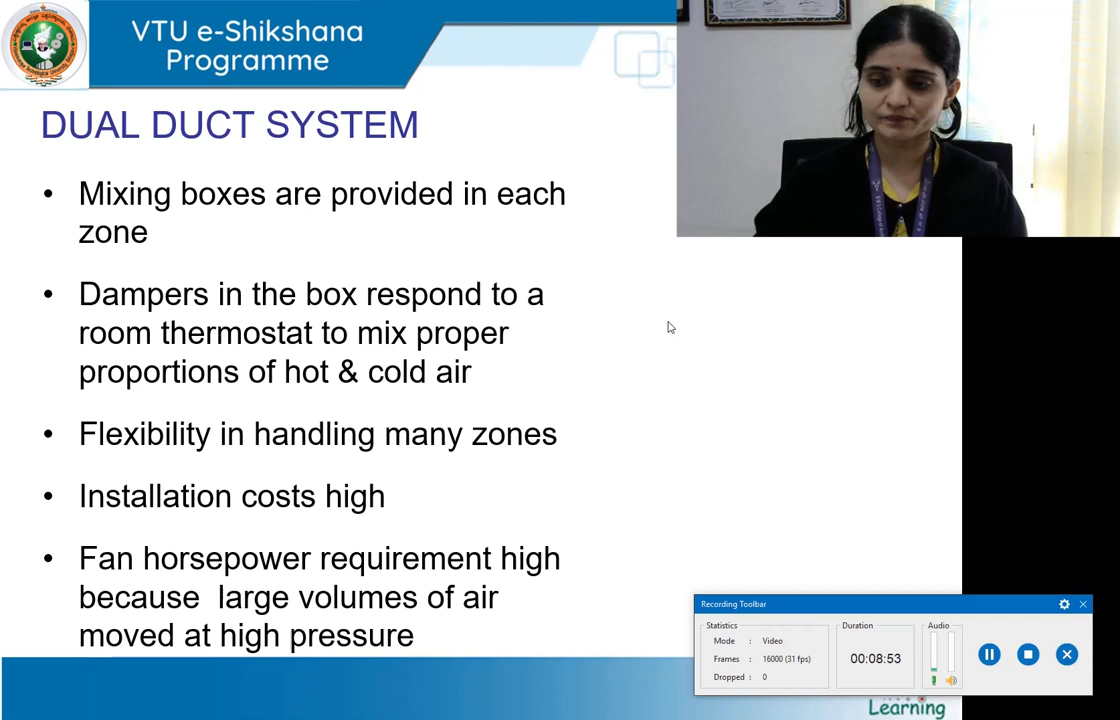 VTU e-Shikshana
Programme
DUAL DUCT SYSTEM
• Mixing boxes are provided in each
zone
• Dampers in the box respond to a
room thermostat to mix proper
proportions of hot & cold air
• Flexibility in handling many zones
• Installation costs high
• Fan horsepower requirement high
because large volumes of air
moved at high pressure
Recording Toolbar
Statistics
Mode : Video
Frames : 16000 (31 fps)
Dropped : 0
Duration
00:08:53
Audio
Learning